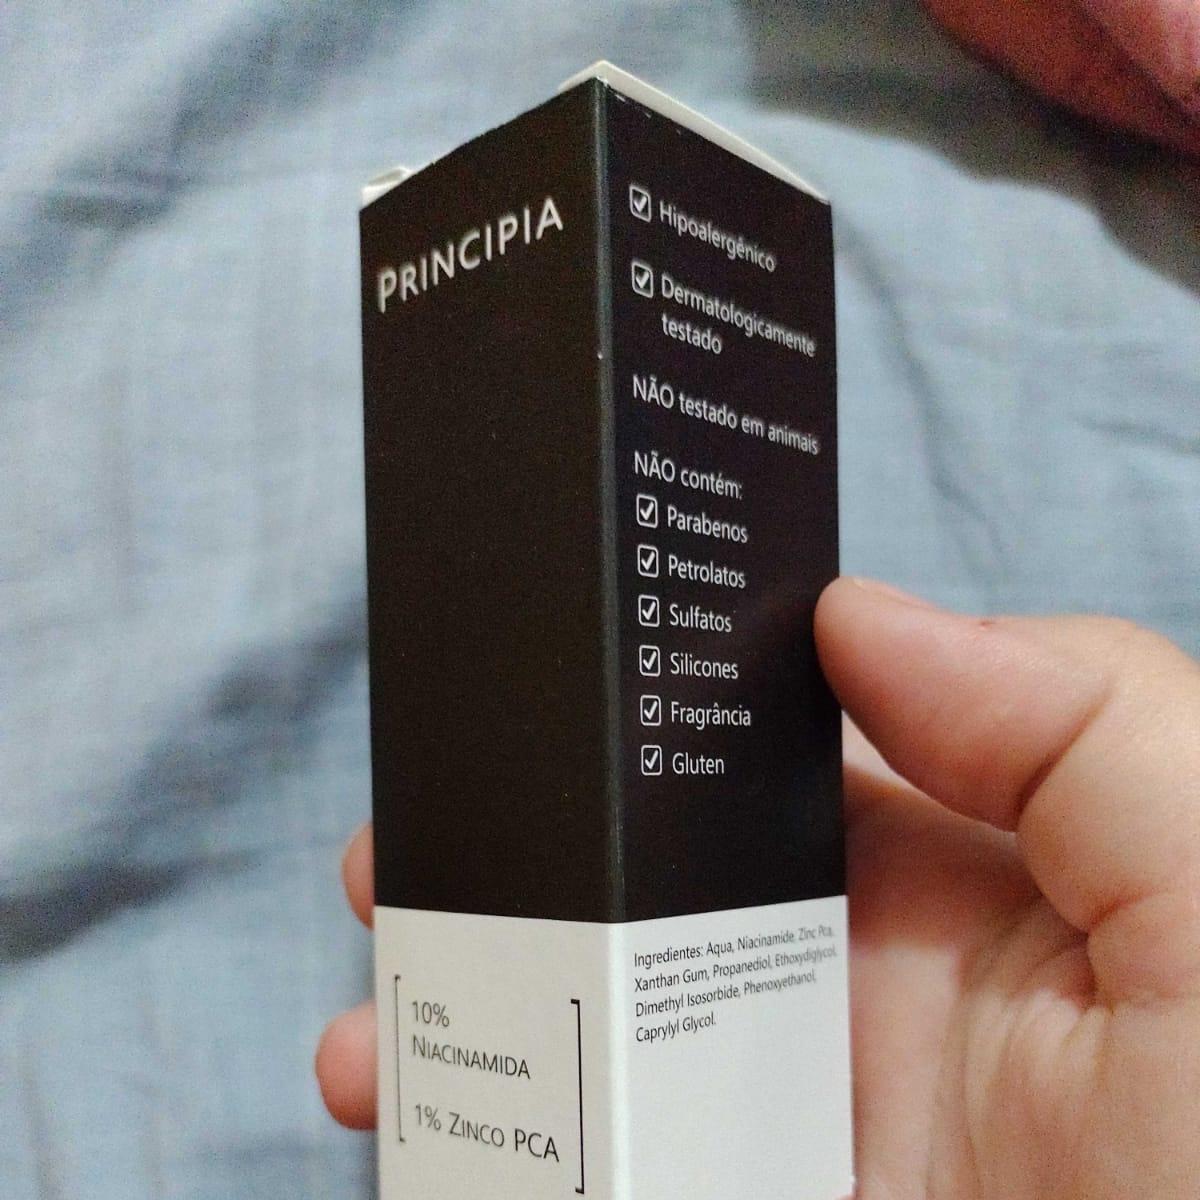 PRINCIPIA
10%
NIACINAMIDA
1% ZINCO PCA
Hipoalergênico
Dermatologicamente
testado
NÃO testado em animais
NÃO contém:
Parabenos
Petrolatos
Sulfatos
Silicones
Fragrância
Gluten
Ingredientes: Aqua, Niacinamide, Zinc Pca,
Xanthan Gum, Propanediol, Ethoxydiglycol,
Dimethyl Isosorbide, Phenoxyethanol,
Caprylyl Glycol.